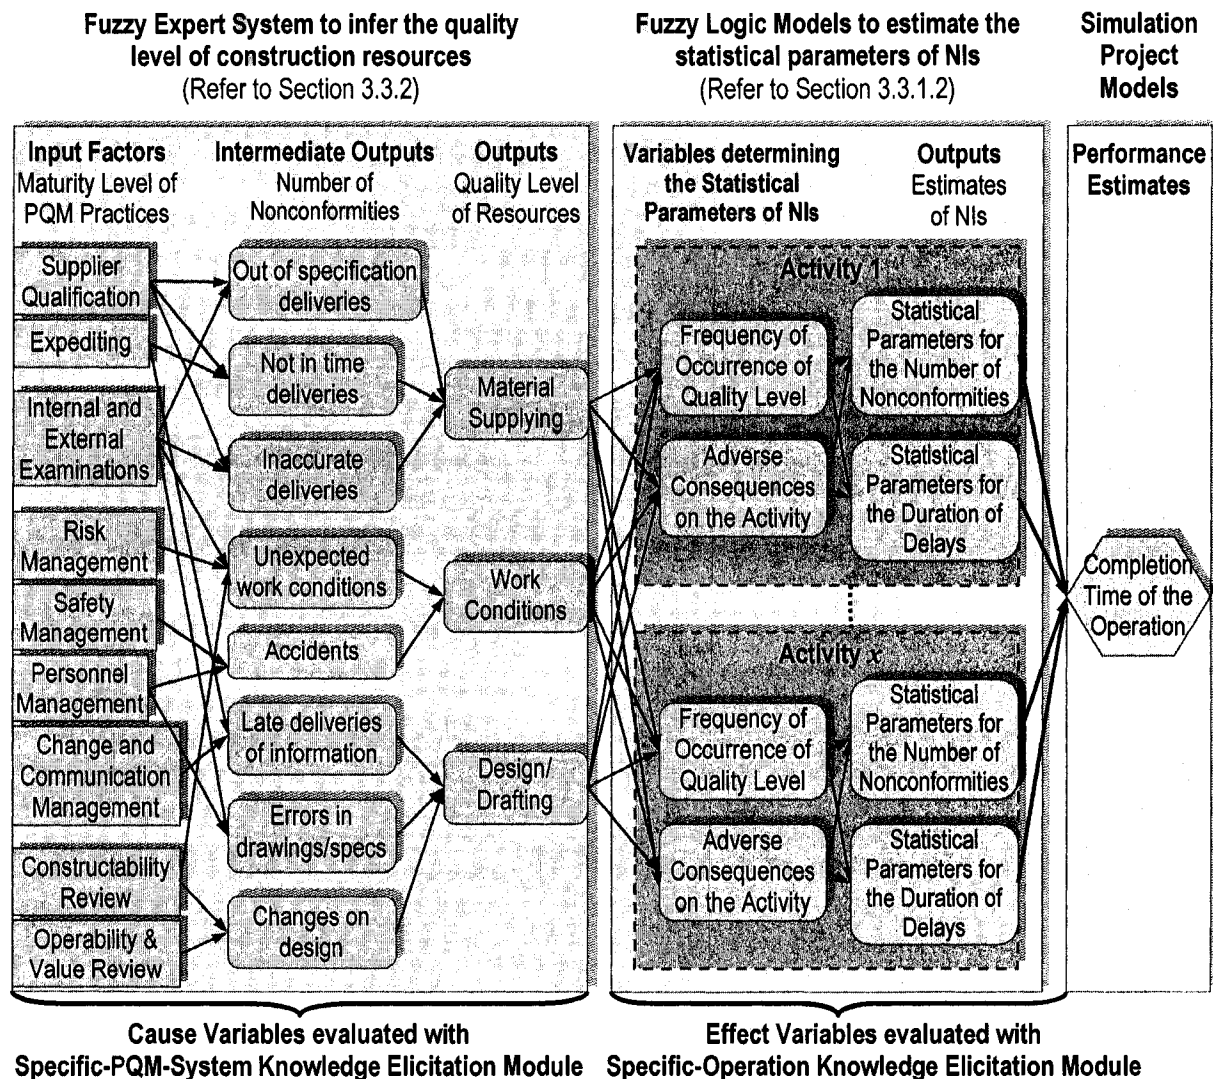 Fuzzy Expert System to infer the quality
level of construction resources
(Refer to Section 3.3.2)
Fuzzy Logic Models to estimate the
statistical parameters of NIs
(Refer to Section 3.3.1.2)
Simulation
Project
Models
Input Factors
Maturity Level of
PQM Practices
Supplier
Qualification
Expediting
Internal and
External
Examinations
Risk
Management
Safety
Management
Personnel
Management
Change and
Communication
Management
Constructability
Review
Operability &
Value Review
Intermediate Outputs
Number of
Nonconformities
Out of specification
deliveries
Not in time
deliveries
Inaccurate
deliveries
Unexpected
work conditions
Accidents
Late deliveries
of information
Errors in
drawings/specs
Changes on
design
Outputs
Quality Level
of Resources
Material
Supplying
Work
Conditions
Design/
Drafting
Variables determining
the Statistical
Parameters of NIs
Outputs
Estimates
of NIs
Activity 1
Frequency of
Occurrence of
Quality Level
Adverse
Consequences
on the Activity
Statistical
Parameters for
the Number of
Nonconformities
Statistical
Parameters for
the Duration of
Delays
Activity x
Frequency of
Occurrence of
Quality Level
Adverse
Consequences
on the Activity
Statistical
Parameters for
the Number of
Nonconformities
Statistical
Parameters for
the Duration of
Delays
Performance
Estimates
Completion
Time of the
Operation
Cause Variables evaluated with
Specific-PQM-System Knowledge Elicitation Module
Effect Variables evaluated with
Specific-Operation Knowledge Elicitation Module